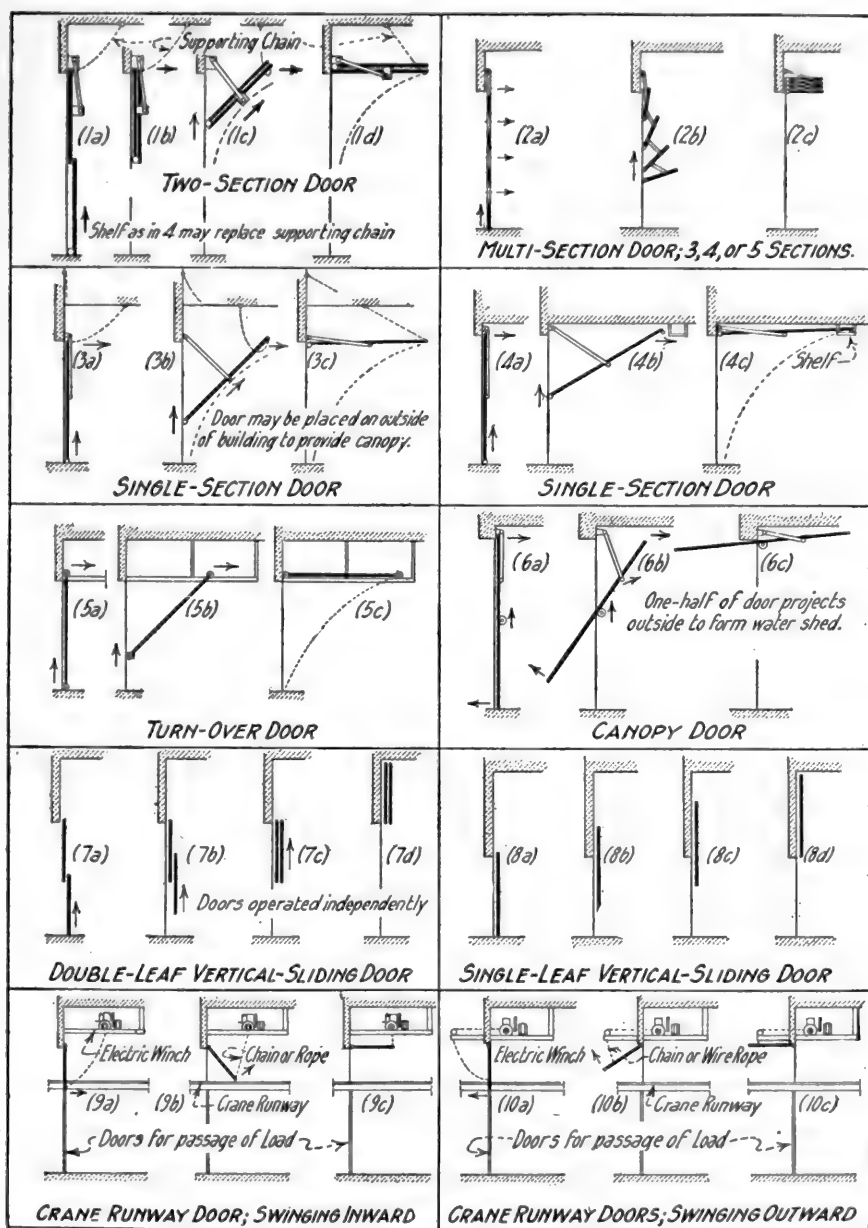 Supporting Chain
(1a)
(1b)
(1c)
(1d)
TWO-SECTION DOOR
Shelf as in 4 may replace supporting chain
(2a)
(2b)
(2c)
MULTI-SECTION DOOR; 3, 4, OR 5 SECTIONS.
(3a)
(3b)
(3c)
Door may be placed on outside
of building to provide canopy.
SINGLE-SECTION DOOR
(4a)
(4b)
(4c)
Shelf
SINGLE-SECTION DOOR
(5a)
(5b)
(5c)
TURN-OVER DOOR
(6a)
(6b)
(6c)
One-half of door projects
outside to form water shed.
CANOPY DOOR
(7a)
(7b)
(7c)
(7d)
Doors operated independently
DOUBLE-LEAF VERTICAL-SLIDING DOOR
(8a)
(8b)
(8c)
(8d)
SINGLE-LEAF VERTICAL-SLIDING DOOR
Electric Winch
Chain or Rope
(9a)
(9b)
Crane Runway
(9c)
Doors for passage of Load
CRANE RUNWAY DOOR; SWINGING INWARD
Electric Winch
Chain or Wire Rope
(10a)
(10b)
Crane Runway
(10c)
Doors for passage of Load
CRANE RUNWAY DOORS; SWINGING OUTWARD